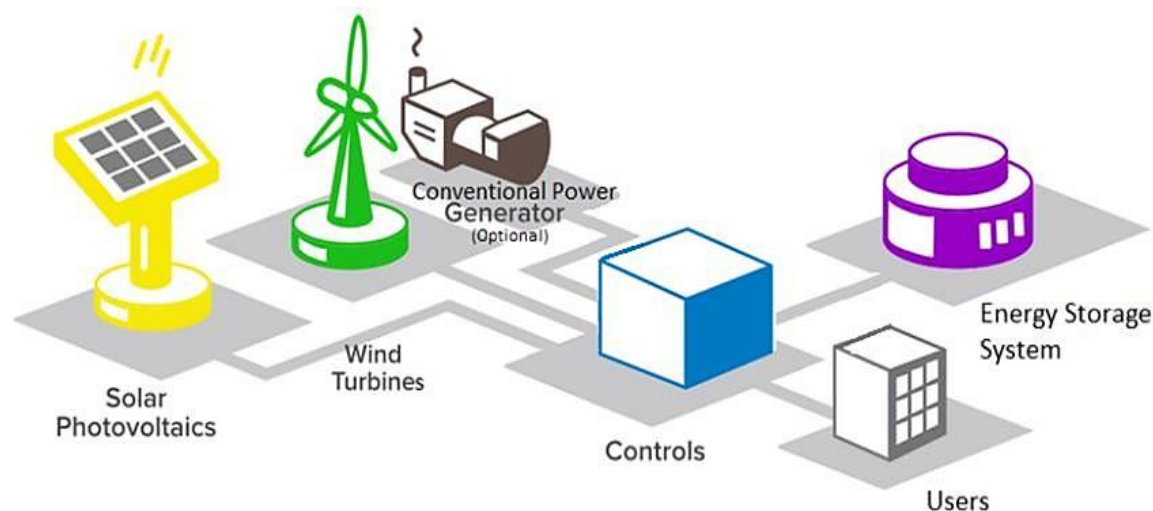 Conventional Power
Generator
(Optional)
Energy Storage
System
Wind
Turbines
Solar
Photovoltaics
Controls
Users